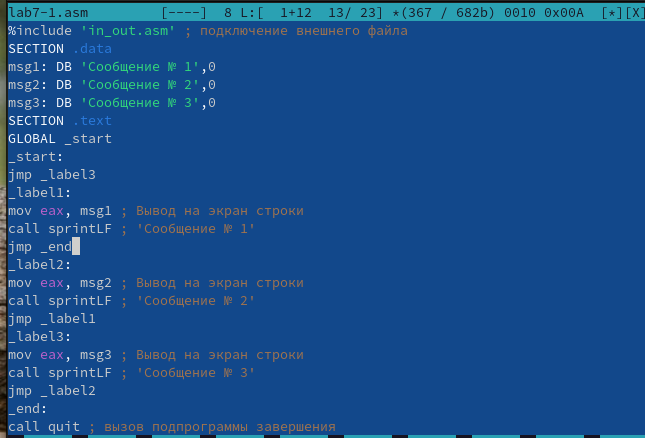 lab7-1.asm [----] 8 L:[ 1+12 13/ 23] *(367 / 682b) 0010 0x00A [*][X]
%include 'in_out.asm' ; подключение внешнего файла
SECTION .data
msg1: DB 'Сообщение № 1',0
msg2: DB 'Сообщение № 2',0
msg3: DB 'Сообщение № 3',0
SECTION .text
GLOBAL _start
_start:
jmp _label3
_label1:
mov eax, msg1 ; Вывод на экран строки
call sprintLF ; 'Сообщение № 1'
jmp _end
_label2:
mov eax, msg2 ; Вывод на экран строки
call sprintLF ; 'Сообщение № 2'
jmp _label1
_label3:
mov eax, msg3 ; Вывод на экран строки
call sprintLF ; 'Сообщение № 3'
jmp _label2
_end:
call quit ; вызов подпрограммы завершения